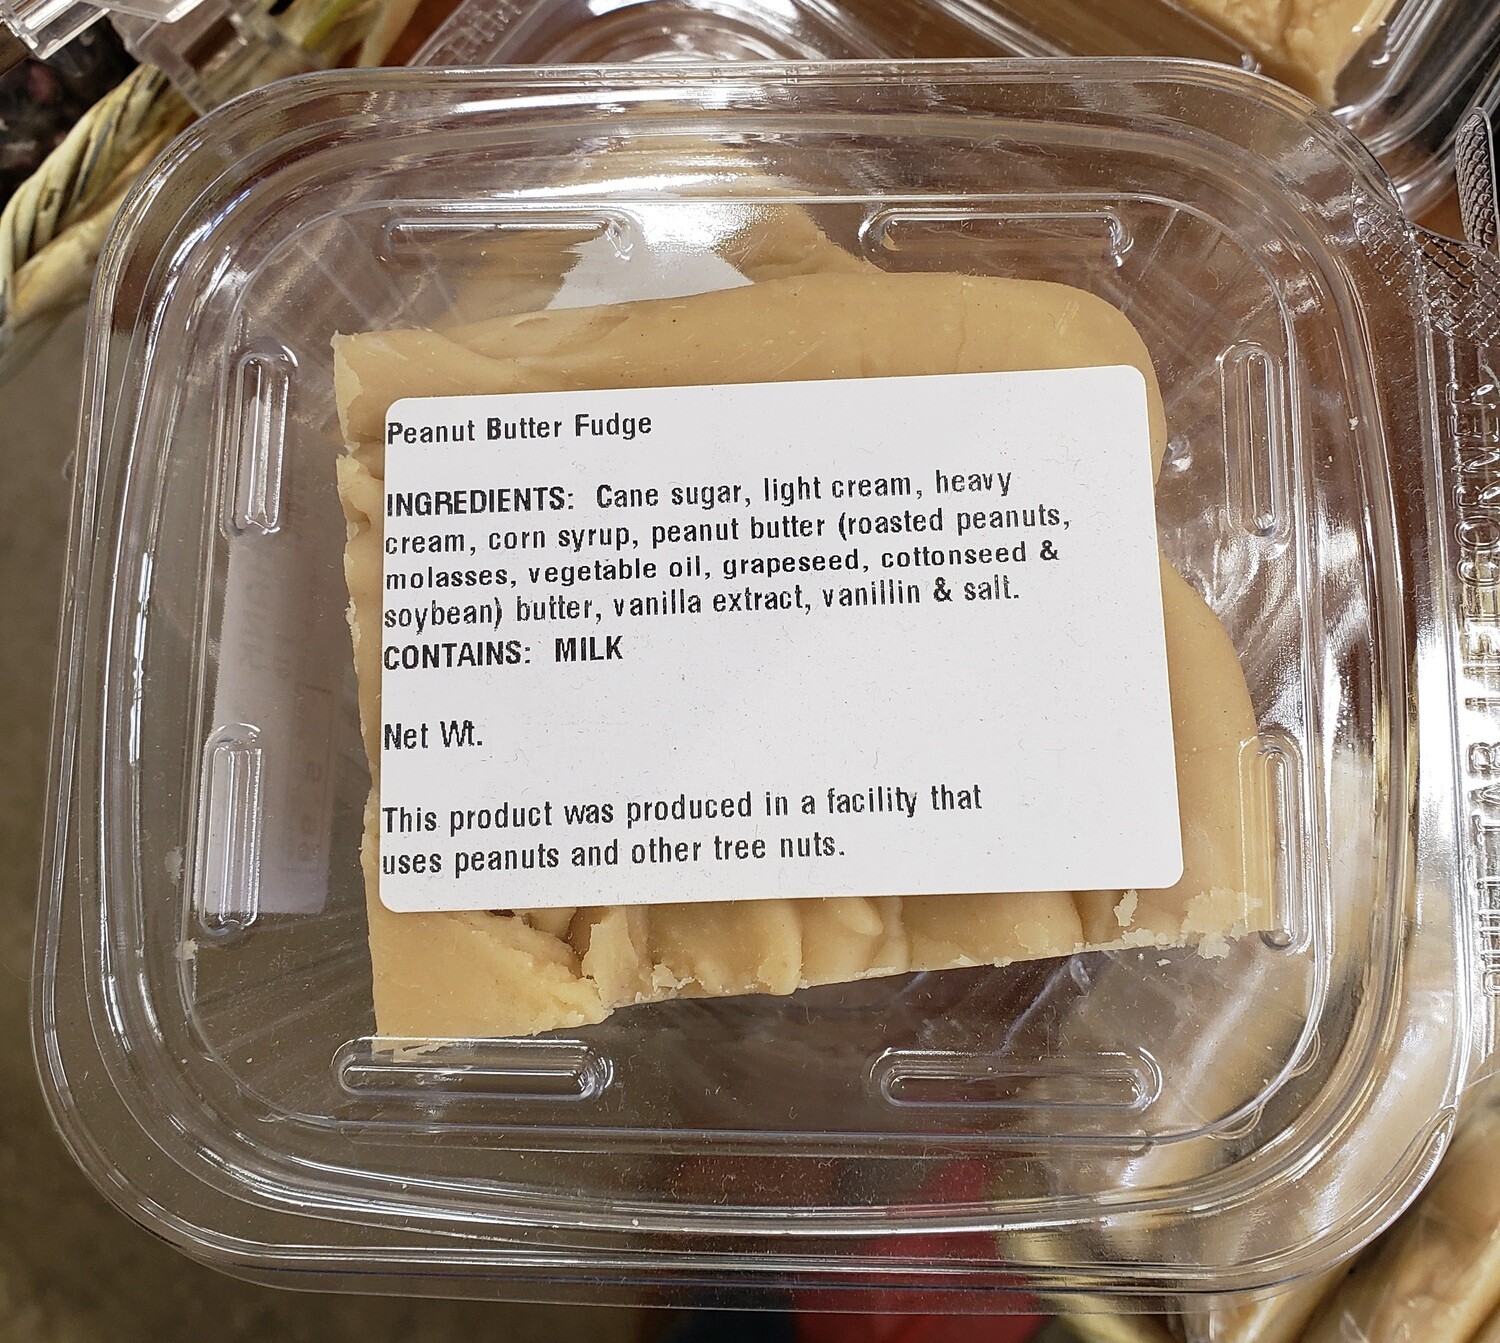 Peanut Butter Fudge
INGREDIENTS: Cane sugar, light cream, heavy
cream, corn syrup, peanut butter (roasted peanuts,
molasses, vegetable oil, grapeseed, cottonseed &
soybean) butter, vanilla extract, vanillin & salt.
CONTAINS: MILK
Net Wt.
This product was produced in a facility that
uses peanuts and other tree nuts.
CORNER